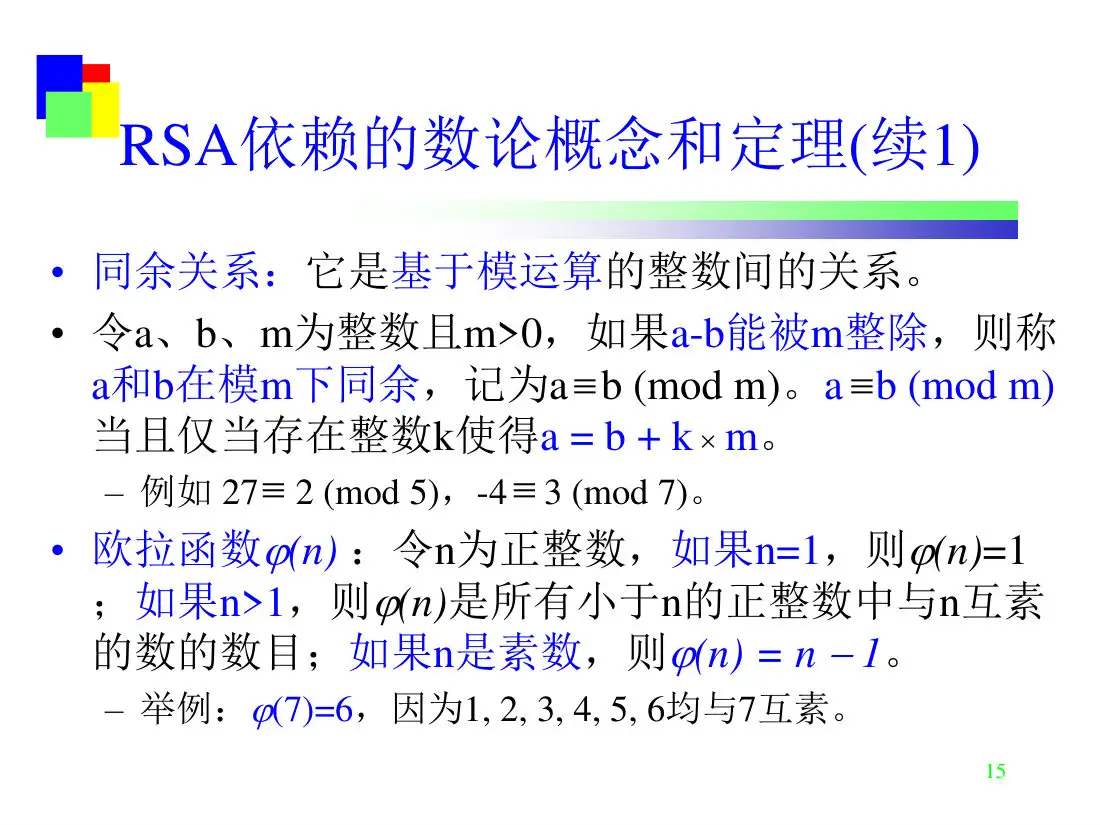 RSA依赖的数论概念和定理(续1)
• 同余关系：它是基于模运算的整数间的关系。
• 令a、b、m为整数且m>0，如果a-b能被m整除，则称
a和b在模m下同余，记为a≡b (mod m)。a ≡b (mod m)
当且仅当存在整数k使得a = b + k × m。
– 例如 27≡ 2 (mod 5)，-4≡ 3 (mod 7)。
• 欧拉函数φ(n) ：令n为正整数，如果n=1，则φ(n)=1
；如果n>1，则φ(n)是所有小于n的正整数中与n互素
的数的数目；如果n是素数，则φ(n) = n – 1。
– 举例：φ(7)=6，因为1, 2, 3, 4, 5, 6均与7互素。
15